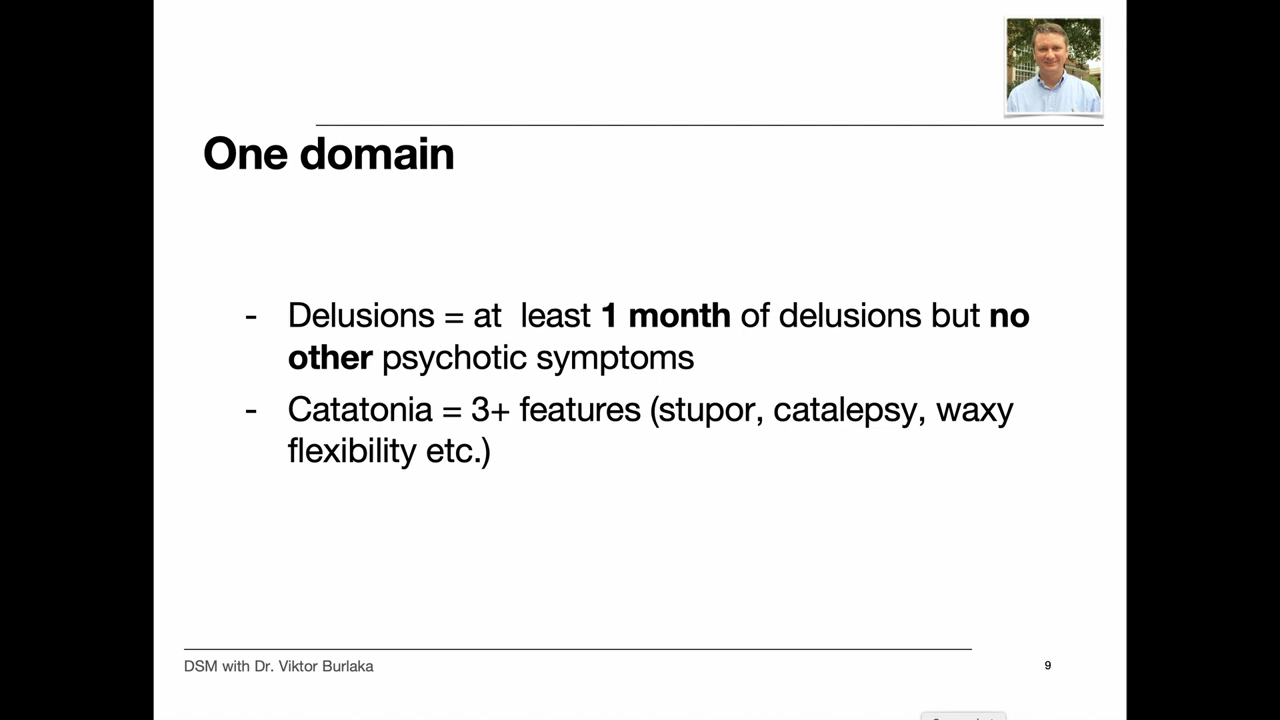 One domain
- Delusions = at least 1 month of delusions but no
other psychotic symptoms
- Catatonia = 3+ features (stupor, catalepsy, waxy
flexibility etc.)
DSM with Dr. Viktor Burlaka
9